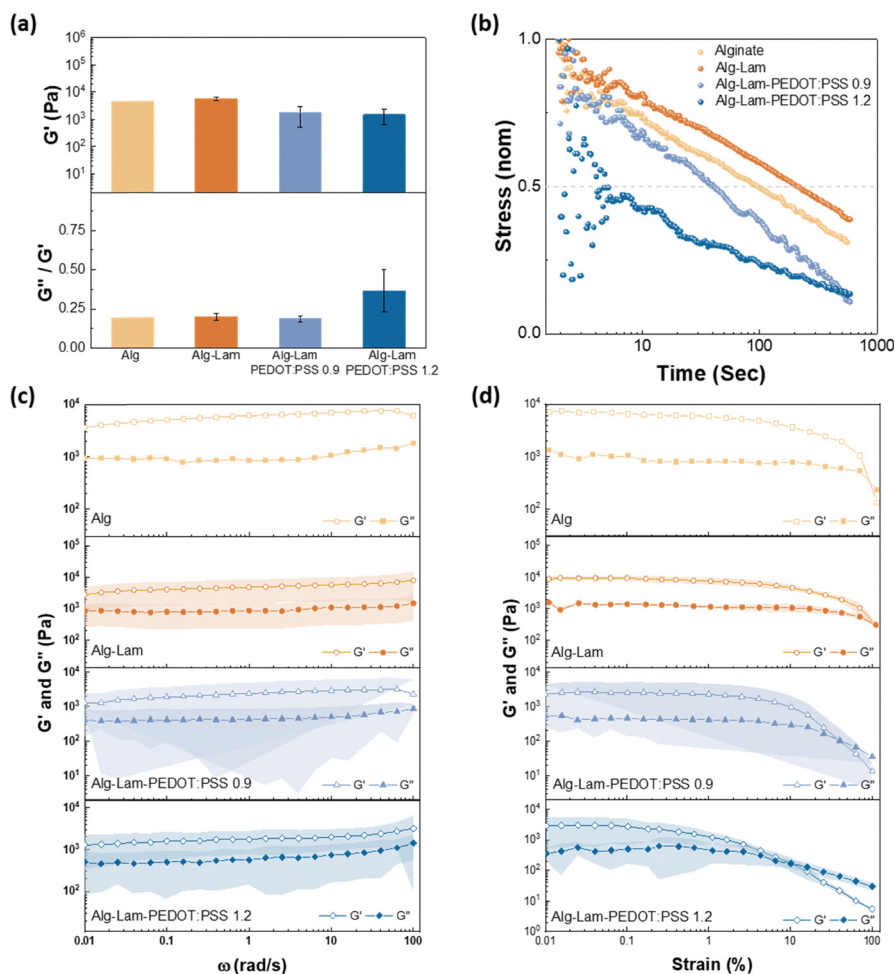 (a)
G' (Pa)
10⁶
10⁵
10⁴
10³
10²
10¹
G'' / G'
0.75
0.50
0.25
0.00
Alg
Alg-Lam
Alg-Lam
PEDOT:PSS 0.9
Alg-Lam
PEDOT:PSS 1.2
(b)
Stress (nom)
1.0
0.5
0.0
Alginate
Alg-Lam
Alg-Lam-PEDOT:PSS 0.9
Alg-Lam-PEDOT:PSS 1.2
10
100
1000
Time (Sec)
(c)
G' and G'' (Pa)
10⁴
10³
10²
Alg
G' G''
10⁵
10⁴
10³
10²
10¹
Alg-Lam
G' G''
10⁴
10³
10²
10¹
Alg-Lam-PEDOT:PSS 0.9
G' G''
10⁴
10³
10²
Alg-Lam-PEDOT:PSS 1.2
G' G''
0.01 0.1 1 10 100
ω (rad/s)
(d)
G' and G'' (Pa)
10⁴
10³
10²
Alg
G' G''
10⁵
10⁴
10³
10²
10¹
Alg-Lam
G' G''
10⁴
10³
10²
10¹
Alg-Lam-PEDOT:PSS 0.9
G' G''
10⁵
10⁴
10³
10²
10¹
10⁰
Alg-Lam-PEDOT:PSS 1.2
G' G''
0.01 0.1 1 10 100
Strain (%)